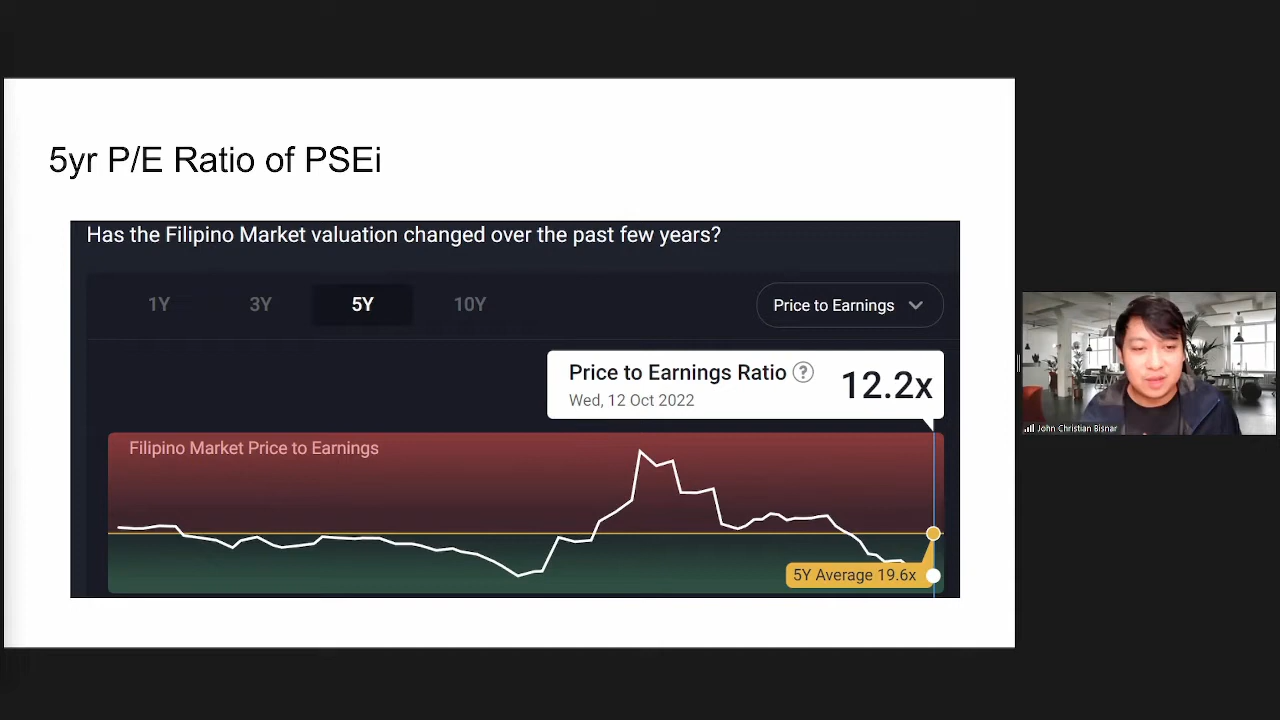 5yr P/E Ratio of PSEi
Has the Filipino Market valuation changed over the past few years?
1Y 3Y 5Y 10Y
Price to Earnings
Price to Earnings Ratio ? 12.2x
Wed, 12 Oct 2022
Filipino Market Price to Earnings
5Y Average 19.6x
John Christian Bisnar